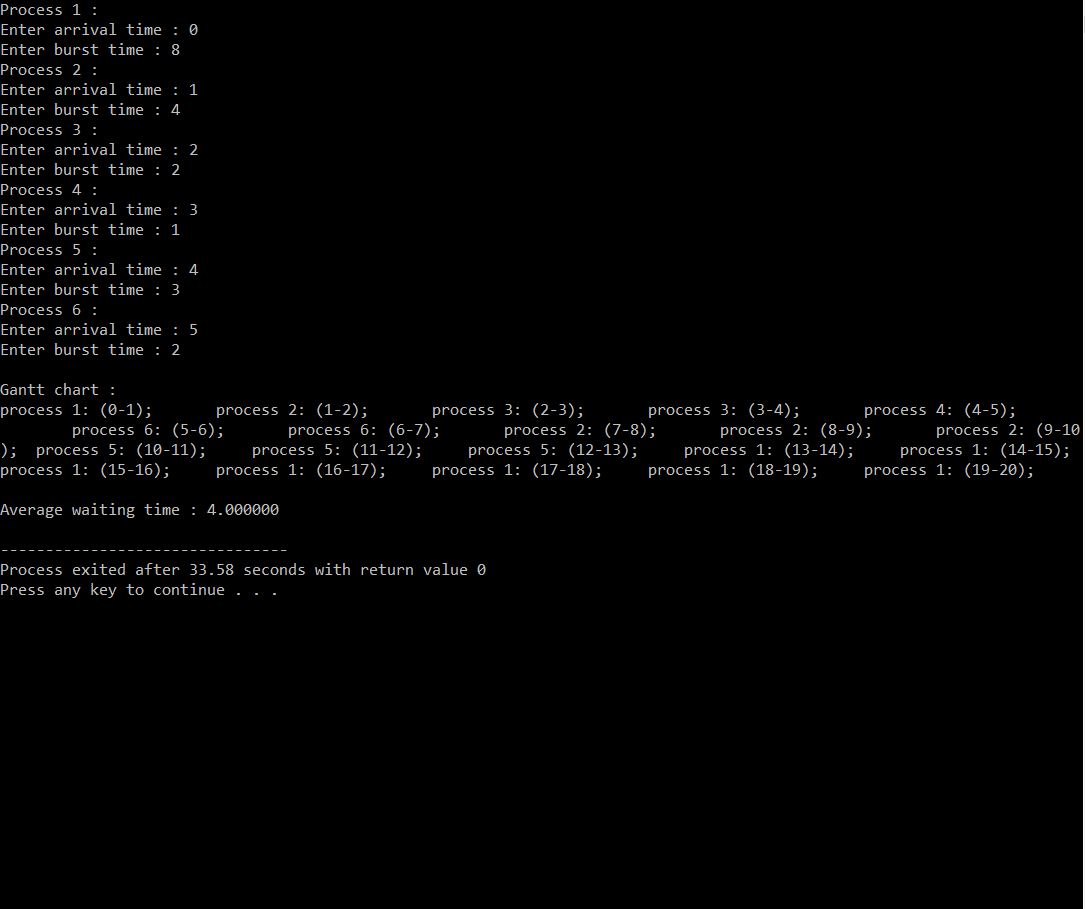 Process 1 :
Enter arrival time : 0
Enter burst time : 8
Process 2 :
Enter arrival time : 1
Enter burst time : 4
Process 3 :
Enter arrival time : 2
Enter burst time : 2
Process 4 :
Enter arrival time : 3
Enter burst time : 1
Process 5 :
Enter arrival time : 4
Enter burst time : 3
Process 6 :
Enter arrival time : 5
Enter burst time : 2

Gantt chart :
process 1: (0-1);       process 2: (1-2);       process 3: (2-3);       process 3: (3-4);       process 4: (4-5);
        process 6: (5-6);       process 6: (6-7);       process 2: (7-8);       process 2: (8-9);       process 2: (9-10
);  process 5: (10-11);     process 5: (11-12);     process 5: (12-13);     process 1: (13-14);     process 1: (14-15);
process 1: (15-16);     process 1: (16-17);     process 1: (17-18);     process 1: (18-19);     process 1: (19-20);

Average waiting time : 4.000000

--------------------------------
Process exited after 33.58 seconds with return value 0
Press any key to continue . . .